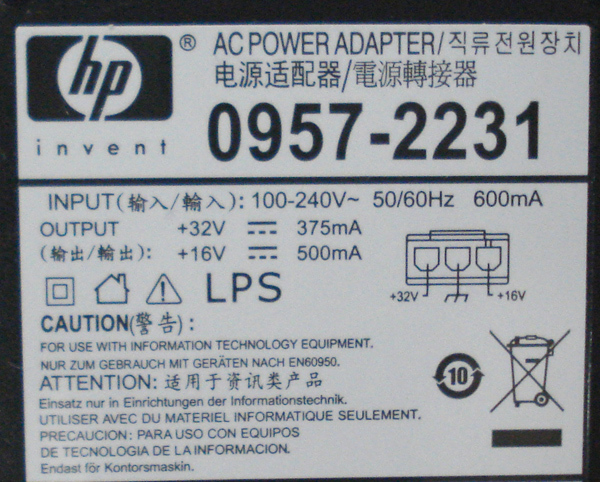 hp ® AC POWER ADAPTER/직류전원장치
电源适配器/電源轉接器
invent 0957-2231
INPUT(输入/輸入): 100-240V~ 50/60Hz 600mA
OUTPUT +32V 375mA
(输出/輸出): +16V 500mA
LPS
+32V +16V
CAUTION(警告):
FOR USE WITH INFORMATION TECHNOLOGY EQUIPMENT.
NUR ZUM GEBRAUCH MIT GERÄTEN NACH EN60950.
ATTENTION: 适用于资讯类产品
Einsatz nur in Einrichtungen der Informationstechnik.
UTILISER AVEC DU MATERIEL INFORMATIQUE SEULEMENT.
PRECAUCION: PARA USO CON EQUIPOS
DE TECNOLOGIA DE LA INFORMACION.
Endast för Kontorsmaskin.
10